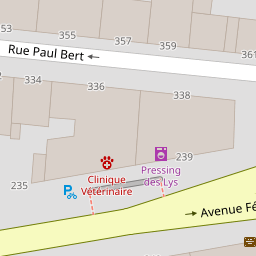 353
355
357
359
361
Rue Paul Bert
334
336
338
239
Clinique
Vétérinaire
Pressing
des Lys
235
Avenue Fé